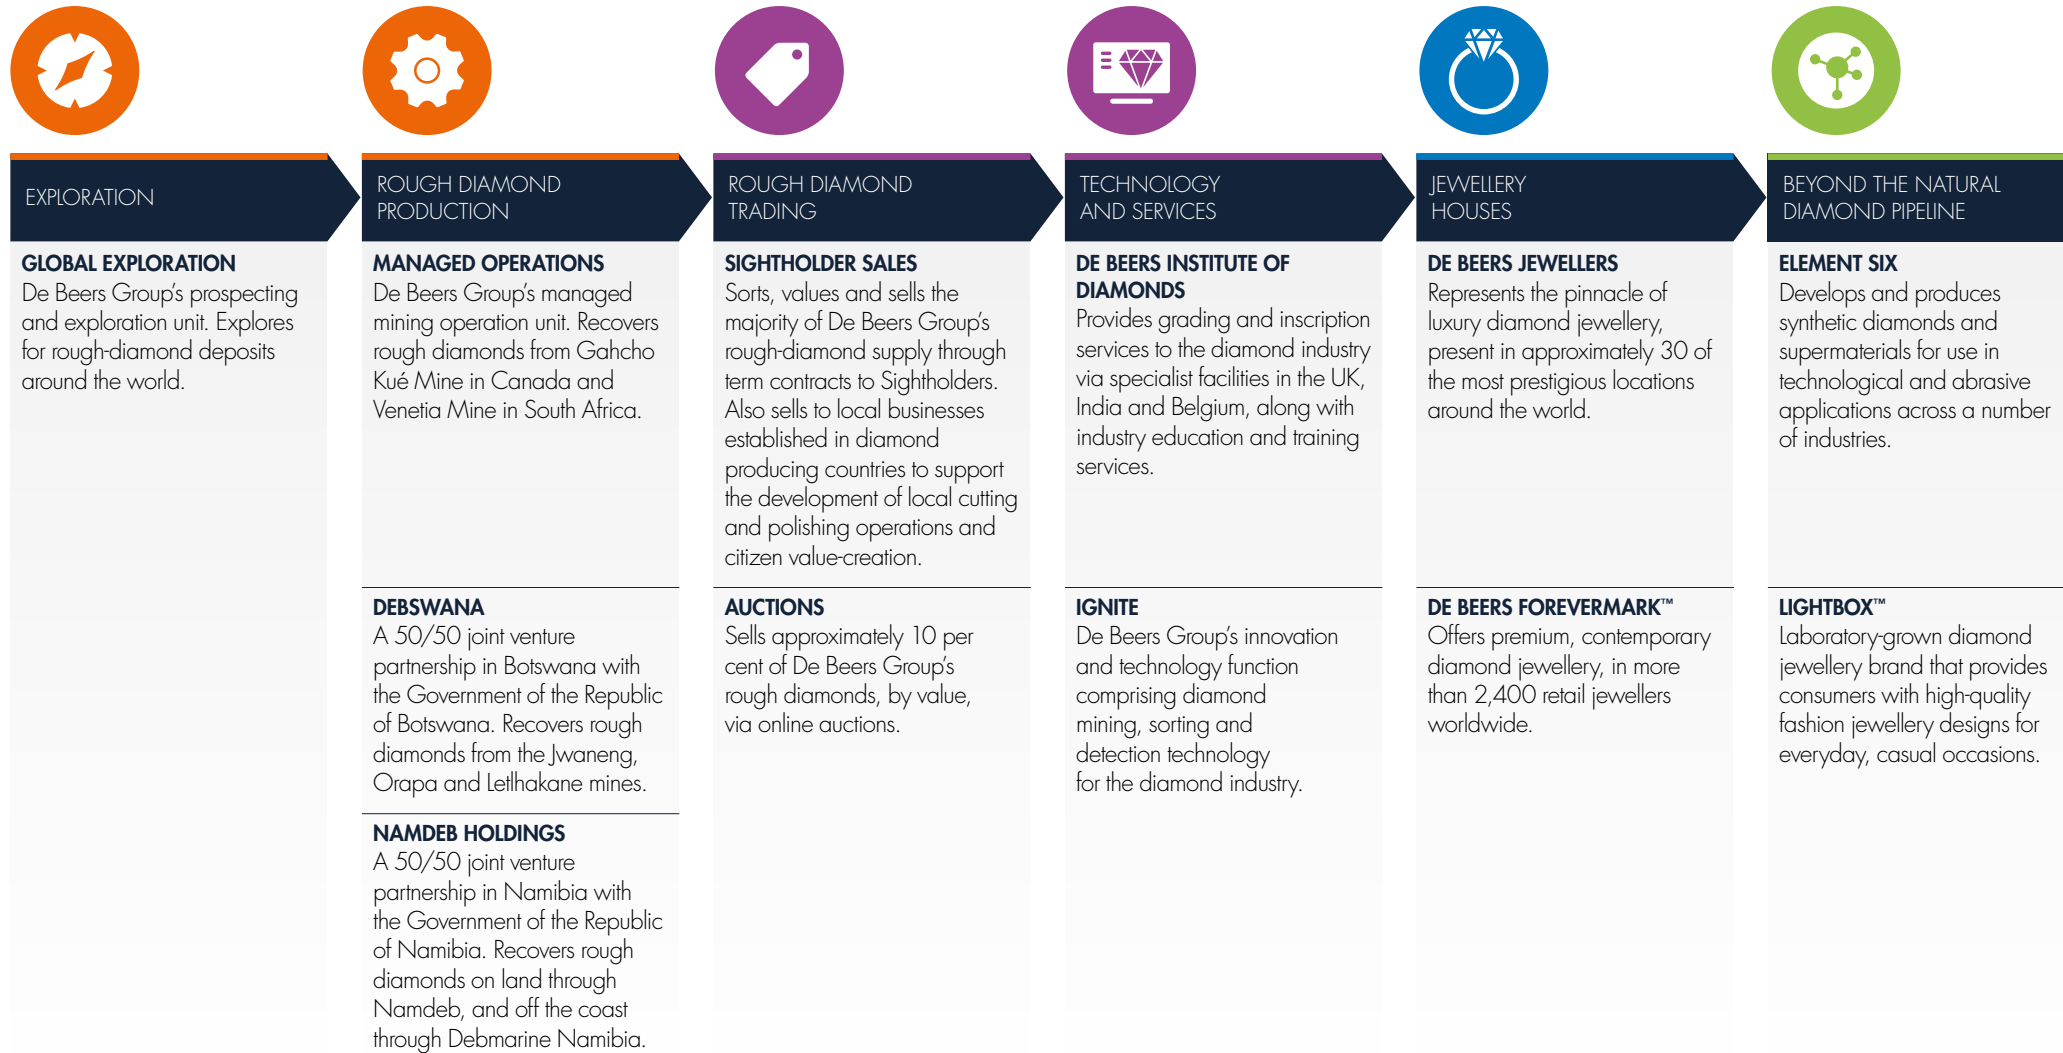 EXPLORATION
GLOBAL EXPLORATION
De Beers Group's prospecting
and exploration unit. Explores
for rough-diamond deposits
around the world.
ROUGH DIAMOND
PRODUCTION
MANAGED OPERATIONS
De Beers Group's managed
mining operation unit. Recovers
rough diamonds from Gahcho
Kué Mine in Canada and
Venetia Mine in South Africa.
DEBSWANA
A 50/50 joint venture
partnership in Botswana with
the Government of the Republic
of Botswana. Recovers rough
diamonds from the Jwaneng,
Orapa and Letlhakane mines.
NAMDEB HOLDINGS
A 50/50 joint venture
partnership in Namibia with
the Government of the Republic
of Namibia. Recovers rough
diamonds on land through
Namdeb, and off the coast
through Debmarine Namibia.
ROUGH DIAMOND
TRADING
SIGHTHOLDER SALES
Sorts, values and sells the
majority of De Beers Group's
rough-diamond supply through
term contracts to Sightholders.
Also sells to local businesses
established in diamond
producing countries to support
the development of local cutting
and polishing operations and
citizen value-creation.
AUCTIONS
Sells approximately 10 per
cent of De Beers Group's
rough diamonds, by value,
via online auctions.
TECHNOLOGY
AND SERVICES
DE BEERS INSTITUTE OF
DIAMONDS
Provides grading and inscription
services to the diamond industry
via specialist facilities in the UK,
India and Belgium, along with
industry education and training
services.
IGNITE
De Beers Group's innovation
and technology function
comprising diamond
mining, sorting and
detection technology
for the diamond industry.
JEWELLERY
HOUSES
DE BEERS JEWELLERS
Represents the pinnacle of
luxury diamond jewellery,
present in approximately 30 of
the most prestigious locations
around the world.
DE BEERS FOREVERMARK™
Offers premium, contemporary
diamond jewellery, in more
than 2,400 retail jewellers
worldwide.
BEYOND THE NATURAL
DIAMOND PIPELINE
ELEMENT SIX
Develops and produces
synthetic diamonds and
supermaterials for use in
technological and abrasive
applications across a number
of industries.
LIGHTBOX™
Laboratory-grown diamond
jewellery brand that provides
consumers with high-quality
fashion jewellery designs for
everyday, casual occasions.